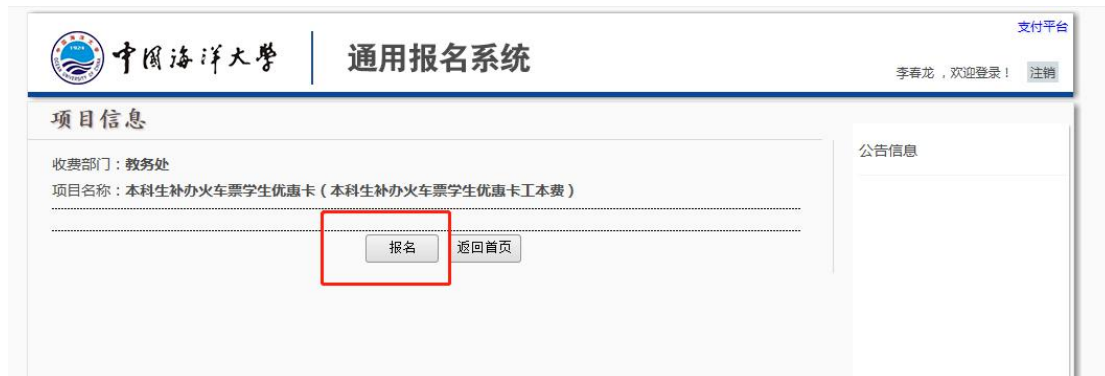 支付平台
中国海洋大学
通用报名系统
李春龙，欢迎登录！ 注销
项目信息
公告信息
收费部门：教务处
项目名称：本科生补办火车票学生优惠卡（本科生补办火车票学生优惠卡工本费）
报名 返回首页